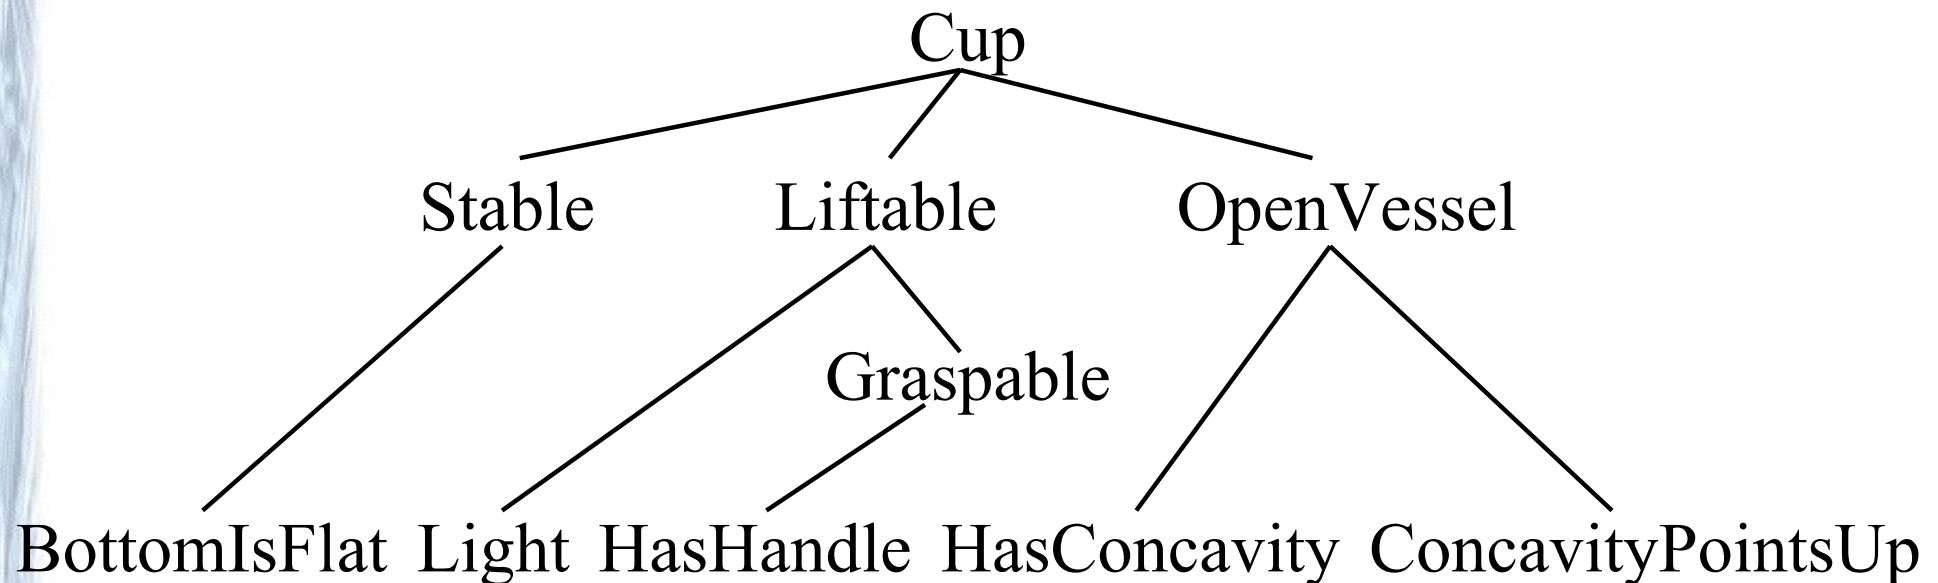 Cup
Stable Liftable OpenVessel
Graspable
BottomIsFlat Light HasHandle HasConcavity ConcavityPointsUp